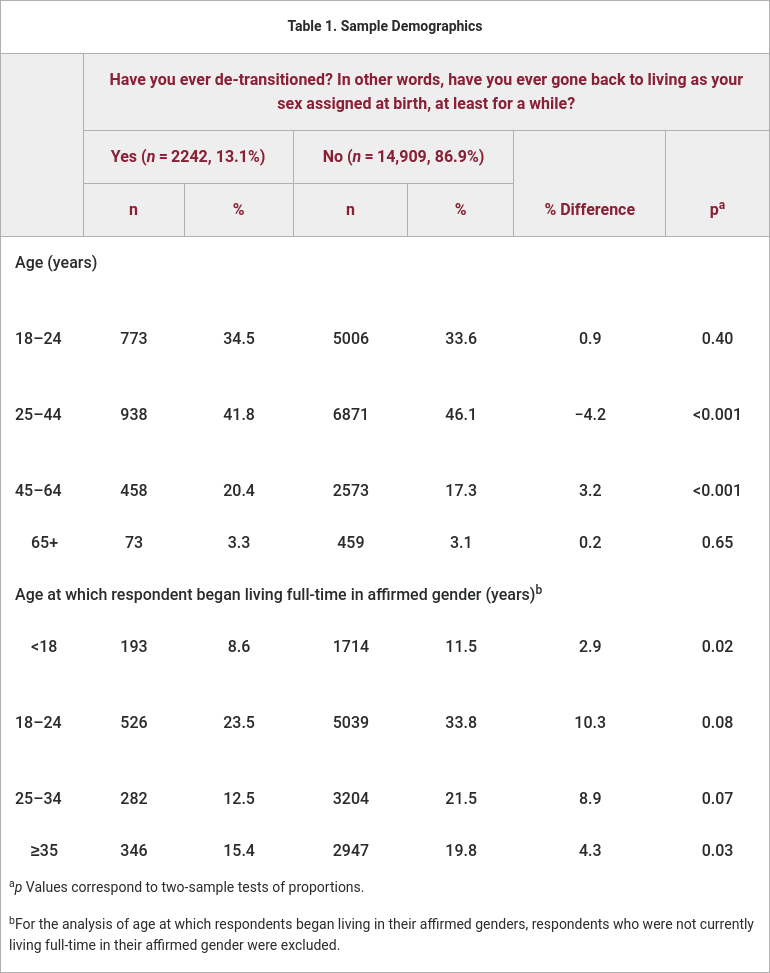 Table 1. Sample Demographics
Have you ever de-transitioned? In other words, have you ever gone back to living as your
sex assigned at birth, at least for a while?
Yes (n = 2242, 13.1%) No (n = 14,909, 86.9%)
n % n % % Difference pa
Age (years)
18–24 773 34.5 5006 33.6 0.9 0.40
25–44 938 41.8 6871 46.1 −4.2 <0.001
45–64 458 20.4 2573 17.3 3.2 <0.001
65+ 73 3.3 459 3.1 0.2 0.65
Age at which respondent began living full-time in affirmed gender (years)b
<18 193 8.6 1714 11.5 2.9 0.02
18–24 526 23.5 5039 33.8 10.3 0.08
25–34 282 12.5 3204 21.5 8.9 0.07
≥35 346 15.4 2947 19.8 4.3 0.03
ap Values correspond to two-sample tests of proportions.
bFor the analysis of age at which respondents began living in their affirmed genders, respondents who were not currently
living full-time in their affirmed gender were excluded.